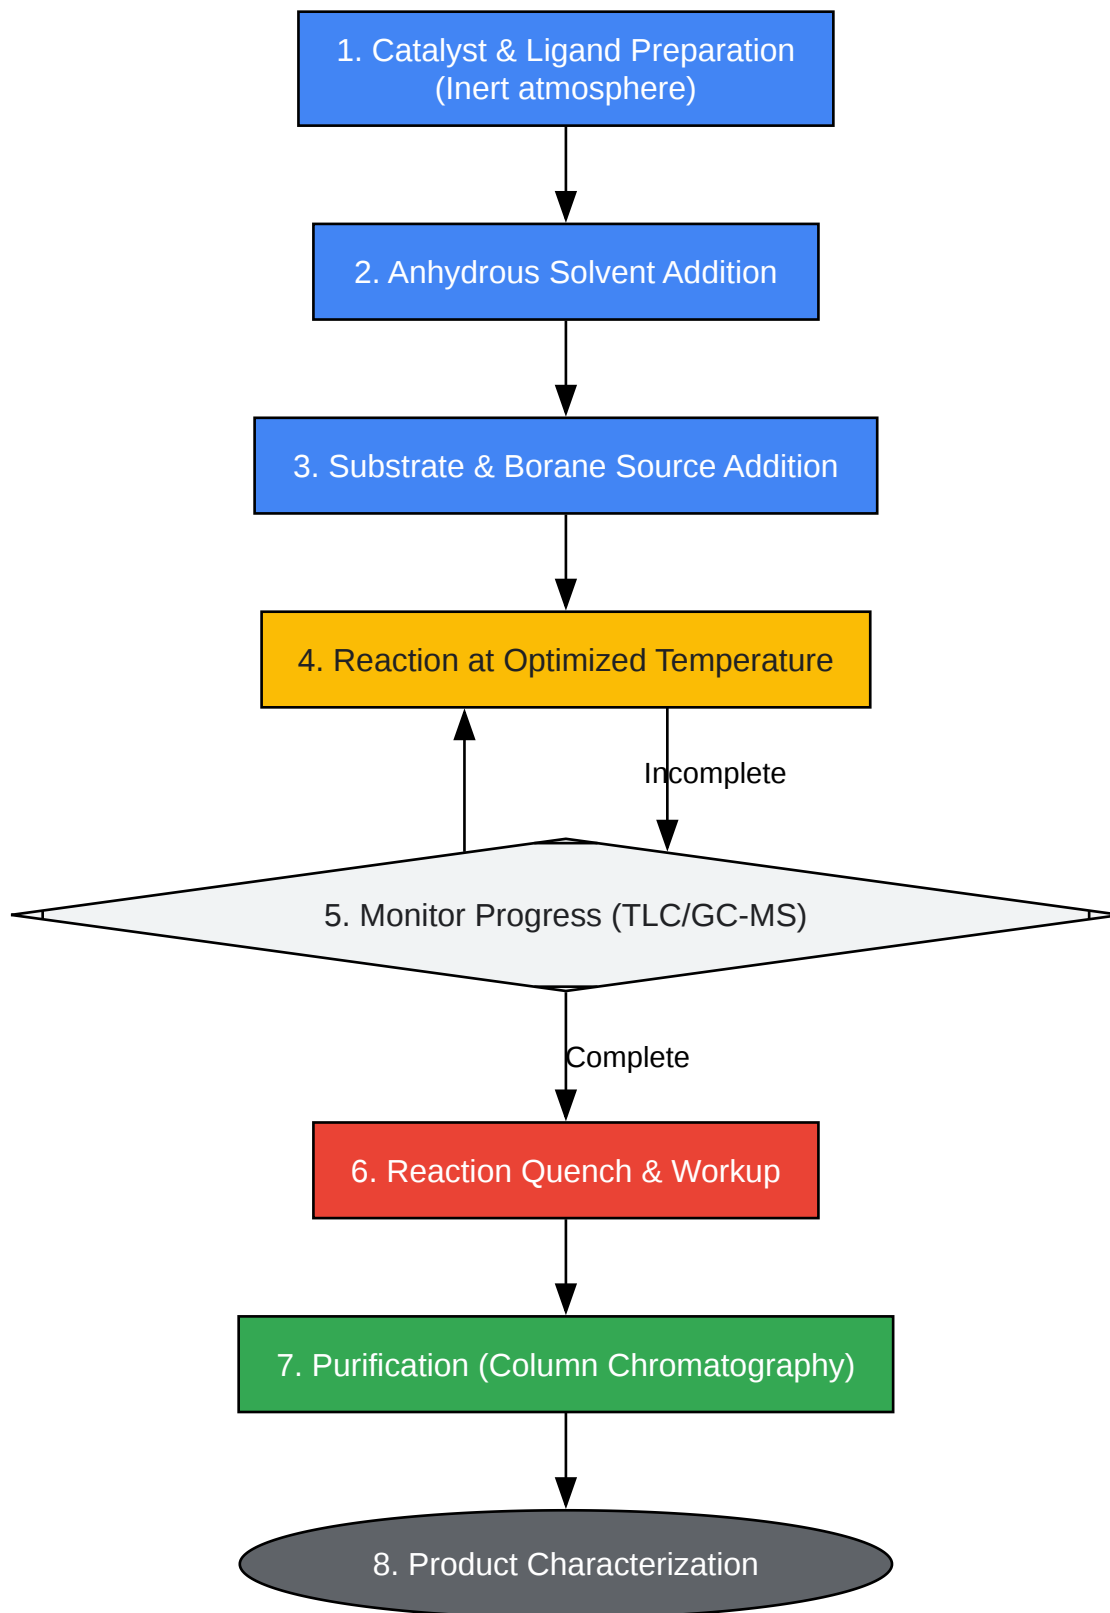 1. Catalyst & Ligand Preparation
(Inert atmosphere)
2. Anhydrous Solvent Addition
3. Substrate & Borane Source Addition
4. Reaction at Optimized Temperature
Incomplete
5. Monitor Progress (TLC/GC-MS)
Complete
6. Reaction Quench & Workup
7. Purification (Column Chromatography)
8. Product Characterization